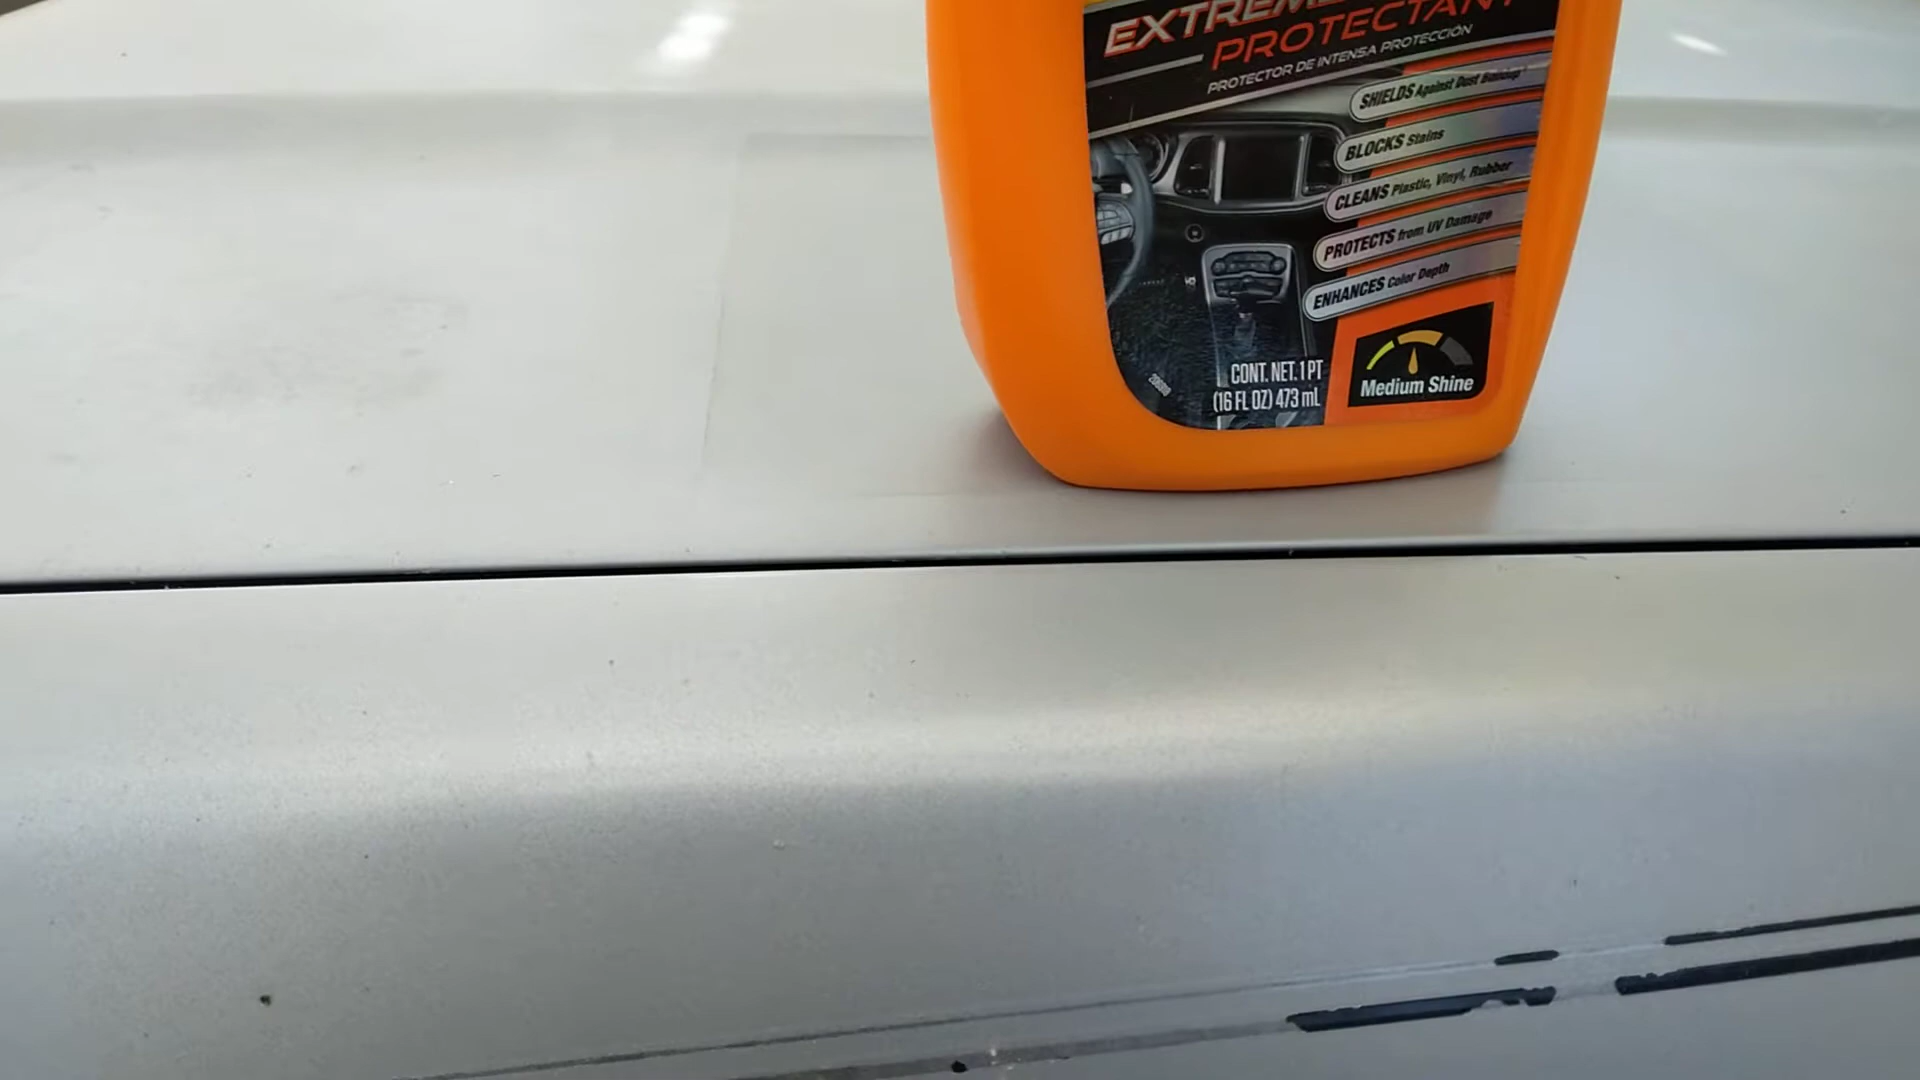 EXTREME
PROTECTANT
PROTECTOR DE INTENSA PROTECCIÓN
SHIELDS Against Dust Buildup
BLOCKS Stains
CLEANS Plastic, Vinyl, Rubber
PROTECTS from UV Damage
ENHANCES Color Depth
CONT. NET. 1 PT
(16 FL OZ) 473 mL
Medium Shine